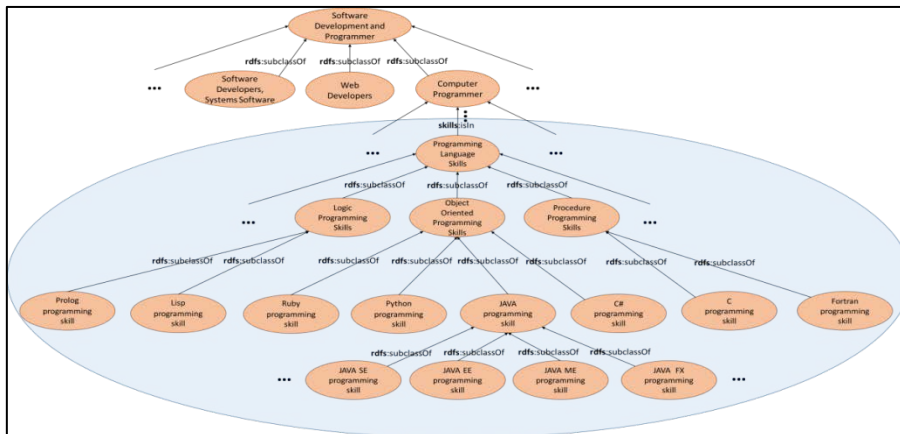 Software
Development and
Programmer
rdfs:subclassOf
rdfs:subclassOf
rdfs:subclassOf
...
Software
Developers,
Systems Software
Web
Developers
Computer
Programmer
...
skills:isIn
...
Programming
Language
Skills
...
rdfs:subclassOf
rdfs:subclassOf
rdfs:subclassOf
...
Logic
Programming
Skills
Object
Oriented
Programming
Skills
Procedure
Programming
Skills
...
rdfs:subclassOf
rdfs:subclassOf
rdfs:subclassOf
rdfs:subclassOf
rdfs:subclassOf
rdfs:subclassOf
rdfs:subclassOf
rdfs:subclassOf
Prolog
programming
skill
Lisp
programming
skill
Ruby
programming
skill
Python
programming
skill
JAVA
programming
skill
C#
programming
skill
C
programming
skill
Fortran
programming
skill
rdfs:subclassOf
rdfs:subclassOf
rdfs:subclassOf
rdfs:subclassOf
...
JAVA SE
programming
skill
JAVA EE
programming
skill
JAVA ME
programming
skill
JAVA FX
programming
skill
...